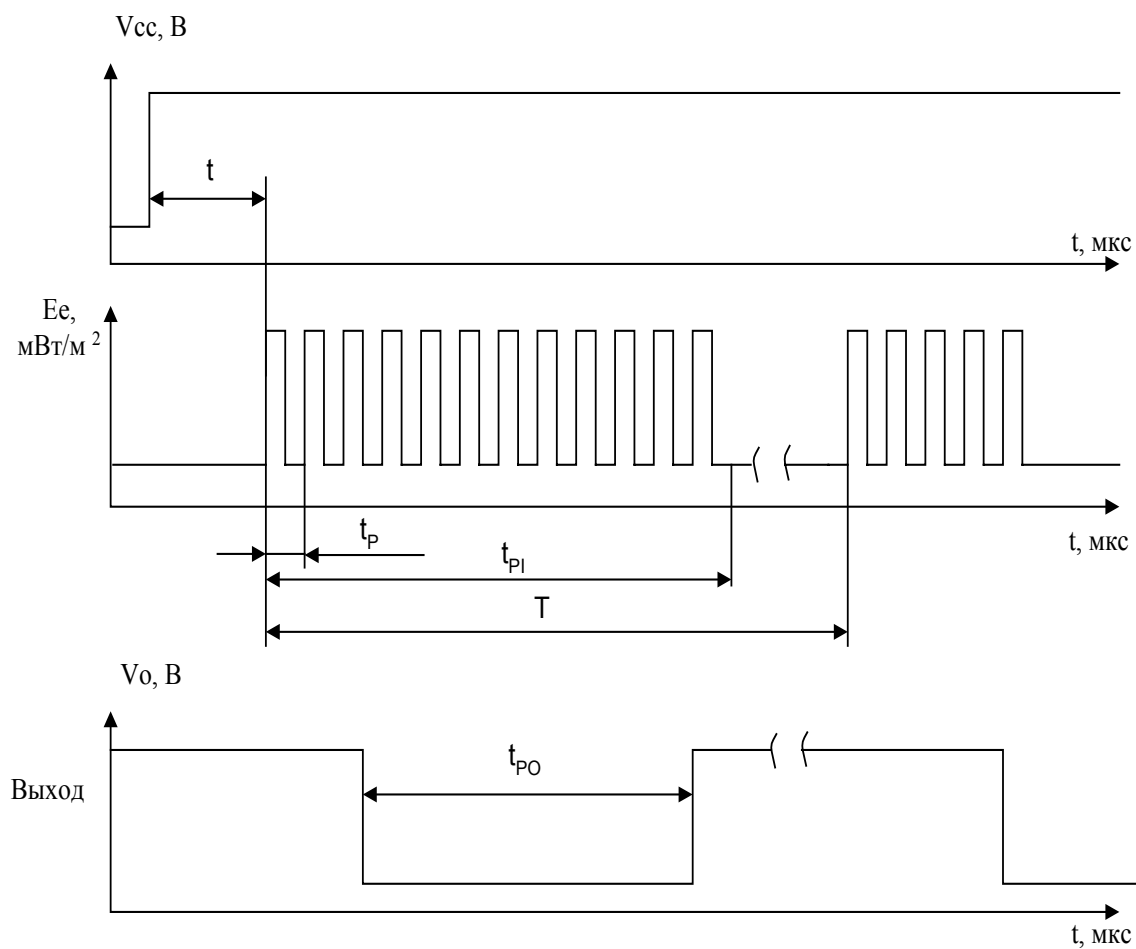 Vcc, В
t
t, мкс
Ee,
мВт/м 2
tP
t, мкс
tPI
T
Vo, В
tPO
Выход
t, мкс